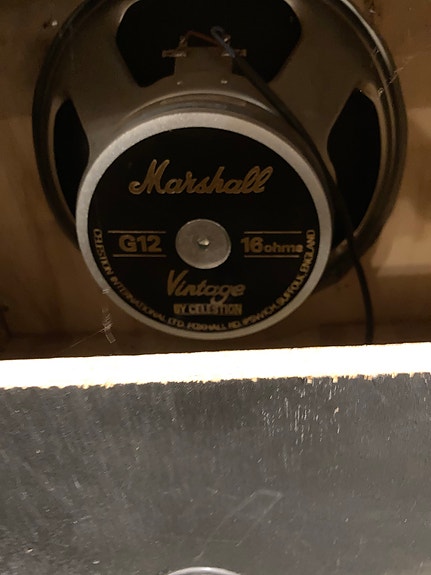 Marshall
G12 16 ohms
Vintage
BY CELESTION
CELESTION INTERNATIONAL LTD. FOXHALL RD. IPSWICH, SUFFOLK, ENGLAND